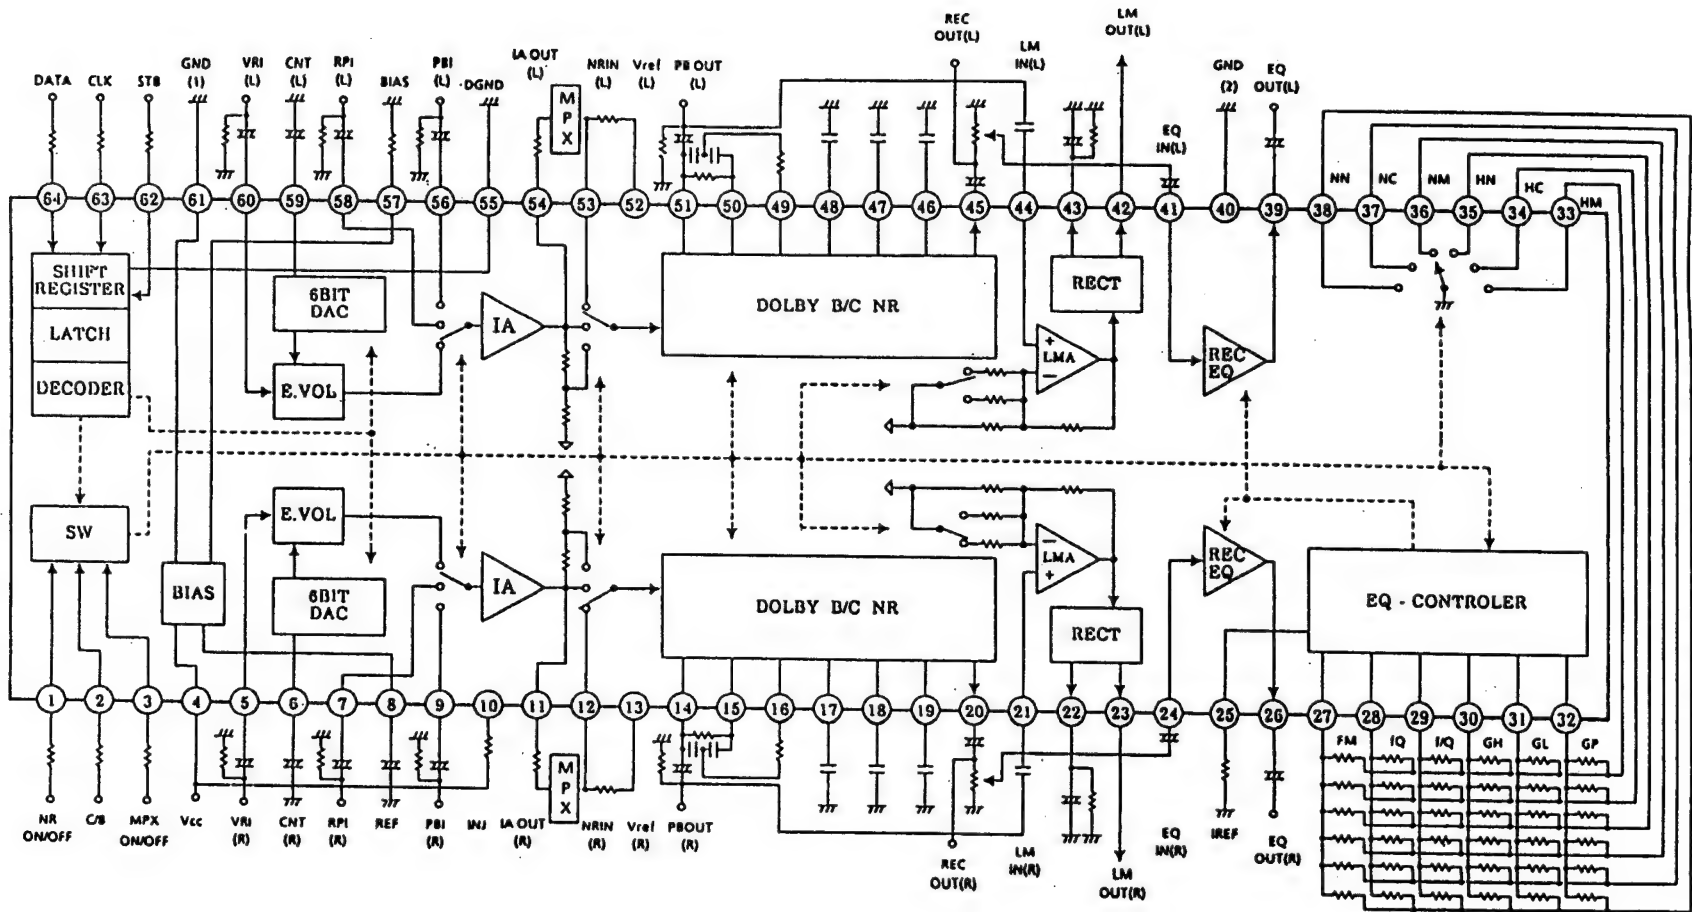 REC
OUT(L)
LM
OUT(L)
LM
IN(L)
IA OUT
(L)
NRIN
(L)
Vref
(L)
PB OUT
(L)
DATA
CLK
STB
GND
(1)
VRI
(L)
CNT
(L)
RPI
(L)
BIAS
PBI
(L)
DGND
MPX
GND
(2)
EQ
OUT(L)
EQ
IN(L)
64 63 62 61 60 59 58 57 56 55 54 53 52 51 50 49 48 47 46 45 44 43 42 41 40 39 38 37 36 35 34 33
NN NC NM HN HC HM
SHIFT
REGISTER
LATCH
DECODER
6BIT
DAC
E.VOL
IA
DOLBY B/C NR
+
LMA
−
RECT
REC
EQ
SW
BIAS
E.VOL
6BIT
DAC
IA
DOLBY B/C NR
−
LMA
+
RECT
REC
EQ
EQ - CONTROLER
1 2 3 4 5 6 7 8 9 10 11 12 13 14 15 16 17 18 19 20 21 22 23 24 25 26 27 28 29 30 31 32
FM fQ f/Q GH GL GP
MPX
NR
ON/OFF
C/B
MPX
ON/OFF
Vcc
VRI
(R)
CNT
(R)
RPI
(R)
REF
PBI
(R)
INJ
IA OUT
(R)
NRIN
(R)
Vref
(R)
PBOUT
(R)
REC
OUT(R)
LM
IN(R)
LM
OUT(R)
EQ
IN(R)
IREF
EQ
OUT(R)